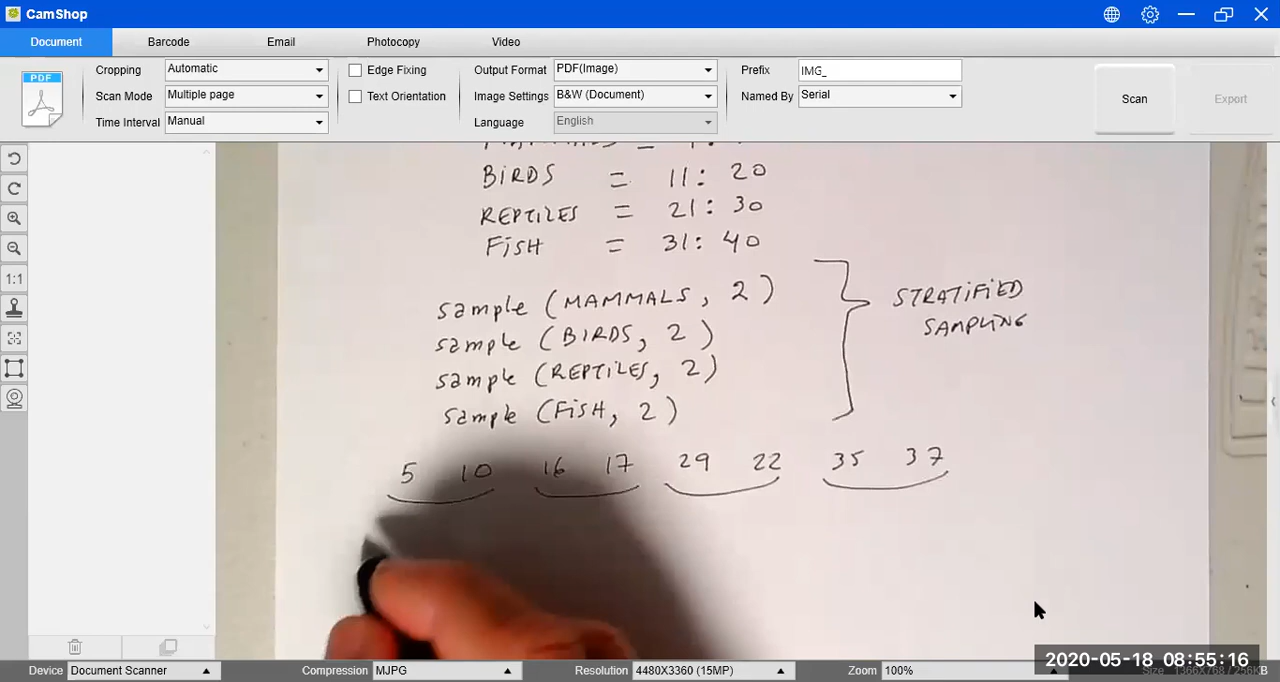 CamShop
Document Barcode Email Photocopy Video
PDF
Cropping Automatic
Scan Mode Multiple page
Time Interval Manual
Edge Fixing
Text Orientation
Output Format PDF(Image)
Image Settings B&W (Document)
Language English
Prefix IMG_
Named By Serial
Scan
Export
1:1
BIRDS = 11: 20
REPTILES = 21: 30
FISH = 31: 40
sample (MAMMALS, 2)
sample (BIRDS, 2)
sample (REPTILES, 2)
sample (FISH, 2)
STRATIFIED
SAMPLING
5 10 16 17 29 22 35 37
2020-05-18 08:55:16
Device Document Scanner Compression MJPG Resolution 4480X3360 (15MP) Zoom 100%